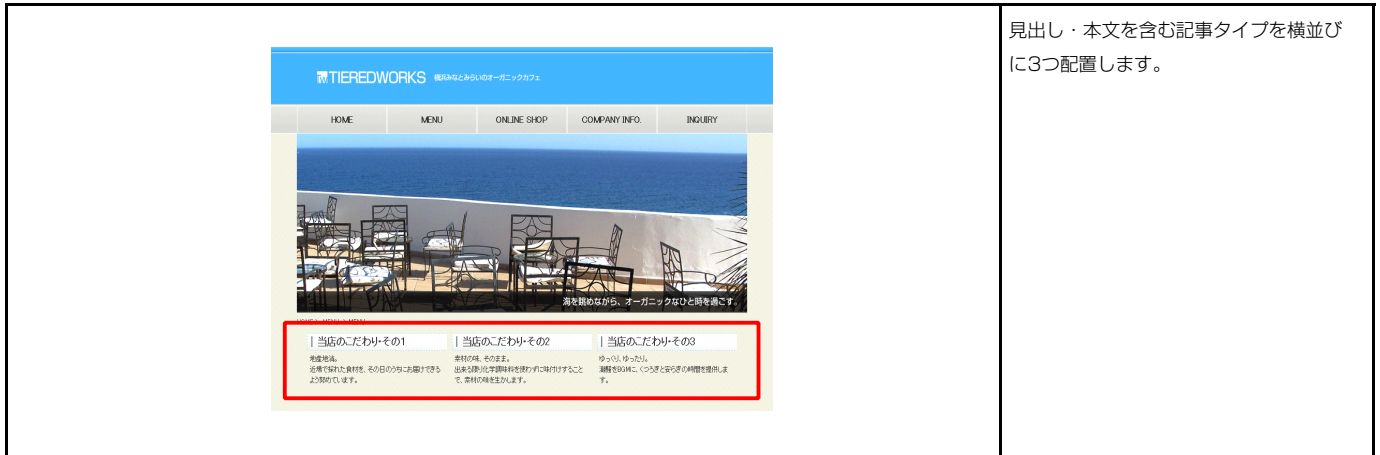 TIEREDWORKS 横浜みなとみらいのオーガニックカフェ
HOME MENU ONLINE SHOP COMPANY INFO. INQUIRY
海を眺めながら、オーガニックなひと時を過ごす。
HOME > MENU > MENU
当店のこだわり・その1 当店のこだわり・その2 当店のこだわり・その3
地産地消。 素材の味、そのまま。 ゆっくり、ゆったり。
近場で採れた食材を、その日のうちにお届けできる 出来る限り化学調味料を使わずに味付けすること 潮騒をBGMに、くつろぎと安らぎの時間を提供しま
よう努めています。 で、素材の味を生かします。 す。
見出し・本文を含む記事タイプを横並び
に3つ配置します。